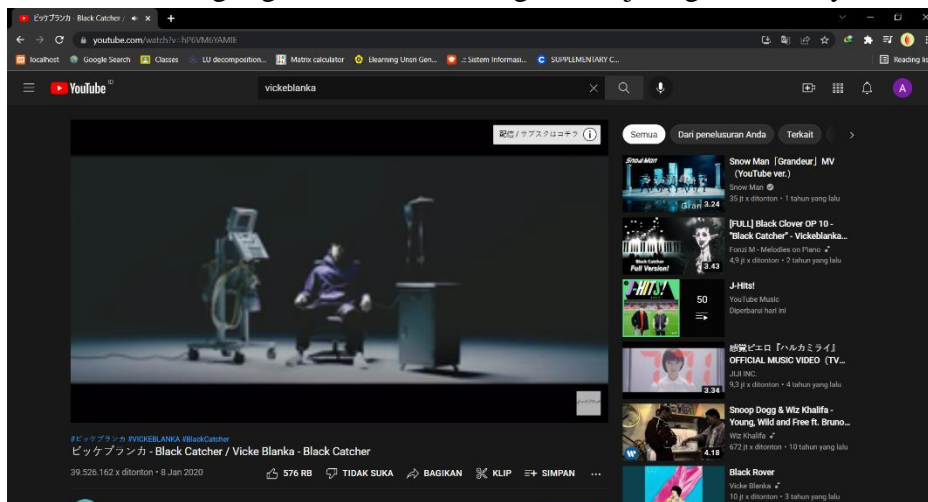 ビッケブランカ - Black Catcher /
youtube.com/watch?v=hP6VM6YAMIE
localhost
Google Search
Classes
LU decomposition...
Matrix calculator
Elearning Unsri Gen...
.: Sistem Informasi...
SUPPLEMENTARY C...
Reading lis
YouTube ID
vickeblanka
A
配信 / サブスクはコチラ
#ビッケブランカ #VICKEBLANKA #BlackCatcher
ビッケブランカ - Black Catcher / Vicke Blanka - Black Catcher
39.526.162 x ditonton • 8 Jan 2020
576 RB
TIDAK SUKA
BAGIKAN
KLIP
SIMPAN
Semua
Dari penelusuran Anda
Terkait
Snow Man
Gran
3.24
Snow Man「Grandeur」MV
(YouTube ver.)
Snow Man
35 jt x ditonton • 1 tahun yang lalu
Black Catcher
Full Version!
3.43
[FULL] Black Clover OP 10 -
"Black Catcher" - Vickeblanka...
Fonzi M - Melodies on Piano
4,9 jt x ditonton • 2 tahun yang lalu
J-HITS!
50
J-Hits!
YouTube Music
Diperbarui hari ini
3.34
感覚ピエロ『ハルカミライ』
OFFICIAL MUSIC VIDEO（TV...
JIJI INC.
9,3 jt x ditonton • 4 tahun yang lalu
4.18
Snoop Dogg & Wiz Khalifa -
Young, Wild and Free ft. Bruno...
Wiz Khalifa
672 jt x ditonton • 10 tahun yang lalu
Black Rover
Vicke Blanka
10 jt x ditonton • 3 tahun yang lalu